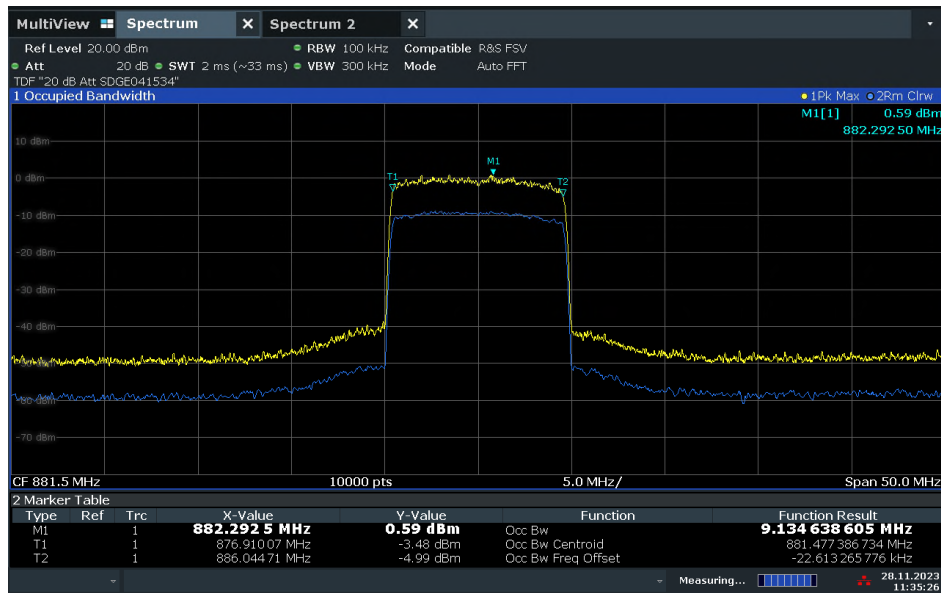 MultiView Spectrum X Spectrum 2 X
Ref Level 20.00 dBm RBW 100 kHz Compatible R&S FSV
Att 20 dB SWT 2 ms (~33 ms) VBW 300 kHz Mode Auto FFT
TDF "20 dB Att SDGE041534"
1 Occupied Bandwidth 1Pk Max 2Rm Clrw
M1[1] 0.59 dBm
882.292 50 MHz
10 dBm
M1
0 dBm
T1
T2
-10 dBm
-20 dBm
-30 dBm
-40 dBm
-60 dBm
-70 dBm
CF 881.5 MHz 10000 pts 5.0 MHz/ Span 50.0 MHz
2 Marker Table
Type Ref Trc X-Value Y-Value Function Function Result
M1 1 882.292 5 MHz 0.59 dBm Occ Bw 9.134 638 605 MHz
T1 1 876.910 07 MHz -3.48 dBm Occ Bw Centroid 881.477 386 734 MHz
T2 1 886.044 71 MHz -4.99 dBm Occ Bw Freq Offset -22.613 265 776 kHz
Measuring... 28.11.2023
11:35:26